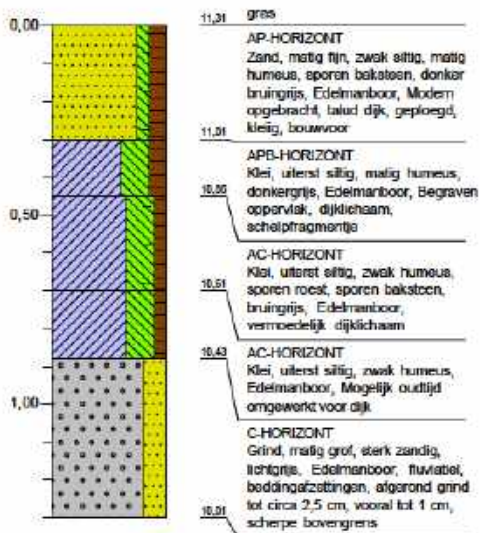 0,00
11,31
gras
AP-HORIZONT
Zand, matig fijn, zwak siltig, matig
humeus, sporen baksteen, donker
bruingrijs, Edelmanboor, Modern
opgebracht, talud dijk, geploegd,
kleiig, bouwvoor
11,01
APB-HORIZONT
Klei, uiterst siltig, matig humeus,
donkergrijs, Edelmanboor, Begraven
oppervlak, dijklichaam,
schelpfragmentje
10,86
0,50
AC-HORIZONT
Klei, uiterst siltig, zwak humeus,
sporen roest, sporen baksteen,
bruingrijs, Edelmanboor,
vermoedelijk dijklichaam
10,61
AC-HORIZONT
Klei, uiterst siltig, zwak humeus,
Edelmanboor, Mogelijk oudtijd
omgewerkt voor dijk
10,43
1,00
C-HORIZONT
Grind, matig grof, sterk zandig,
lichtgrijs, Edelmanboor, fluviatiel,
beddingafzettingen, afgerond grind
tot circa 2,5 cm, vooral tot 1 cm,
scherpe bovengrens
10,01